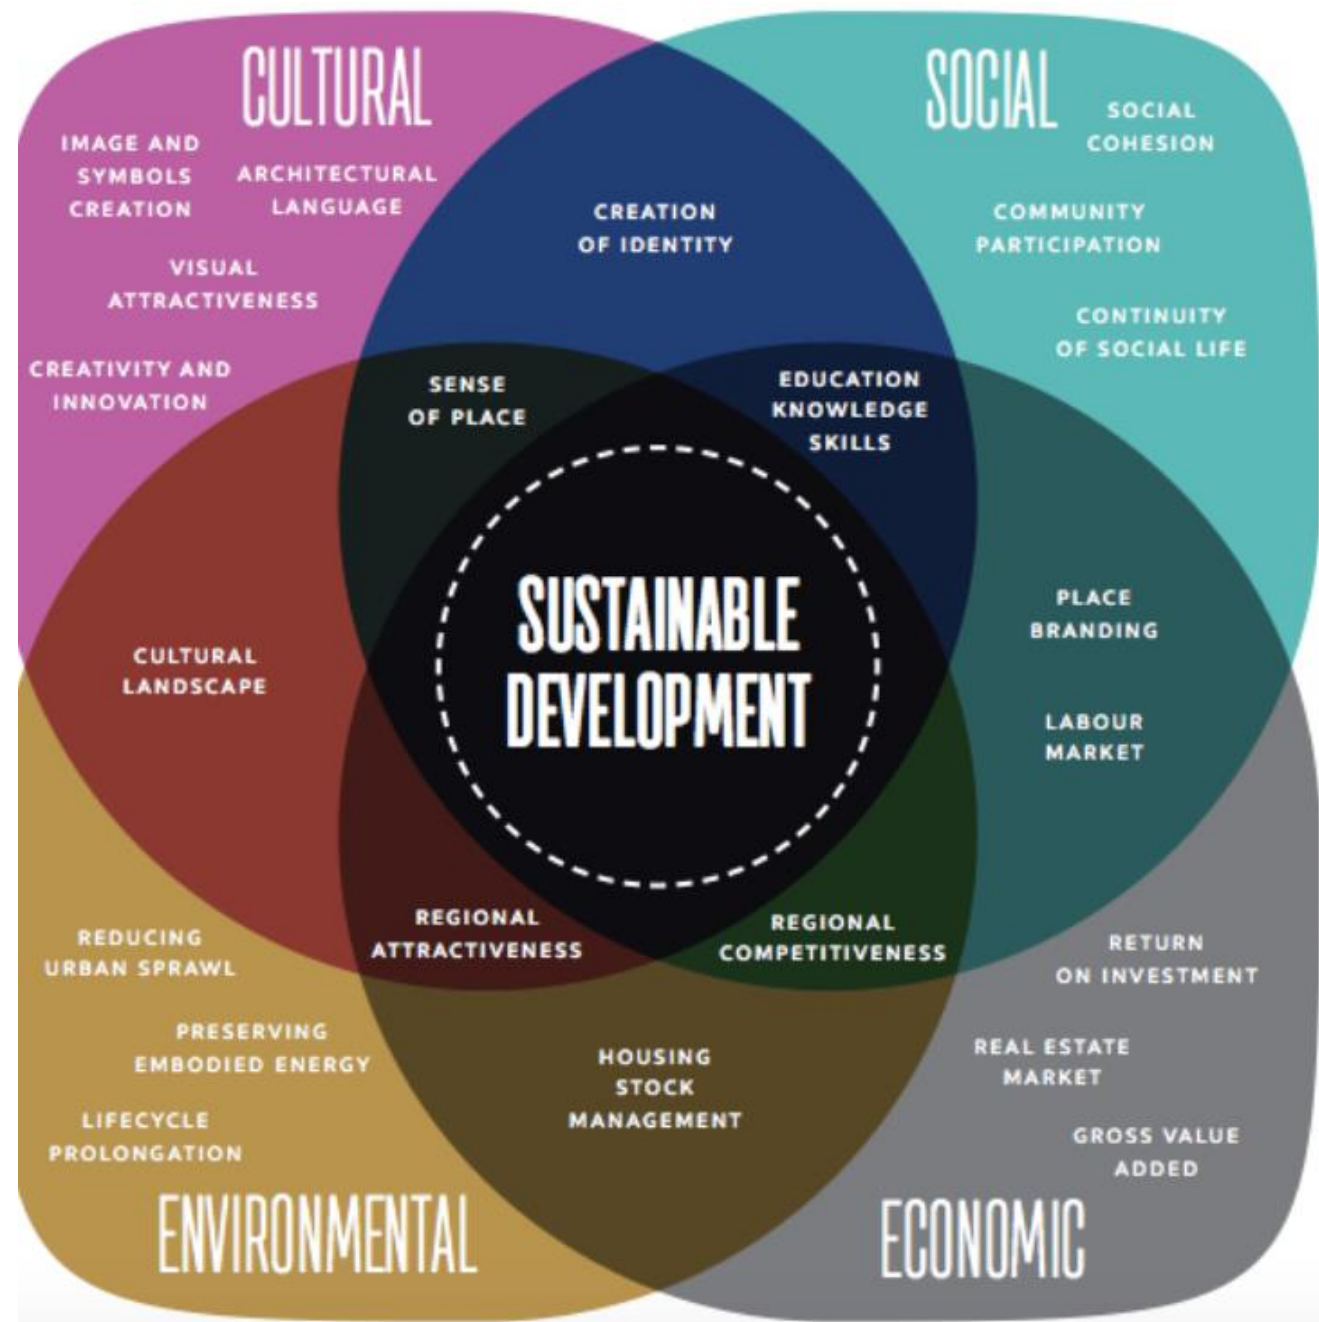 CULTURAL
IMAGE AND
SYMBOLS
CREATION
ARCHITECTURAL
LANGUAGE
VISUAL
ATTRACTIVENESS
CREATIVITY AND
INNOVATION
CREATION
OF IDENTITY
SOCIAL
SOCIAL
COHESION
COMMUNITY
PARTICIPATION
CONTINUITY
OF SOCIAL LIFE
SENSE
OF PLACE
EDUCATION
KNOWLEDGE
SKILLS
CULTURAL
LANDSCAPE
SUSTAINABLE
DEVELOPMENT
PLACE
BRANDING
LABOUR
MARKET
REGIONAL
ATTRACTIVENESS
REGIONAL
COMPETITIVENESS
REDUCING
URBAN SPRAWL
PRESERVING
EMBODIED ENERGY
LIFECYCLE
PROLONGATION
ENVIRONMENTAL
HOUSING
STOCK
MANAGEMENT
RETURN
ON INVESTMENT
REAL ESTATE
MARKET
GROSS VALUE
ADDED
ECONOMIC